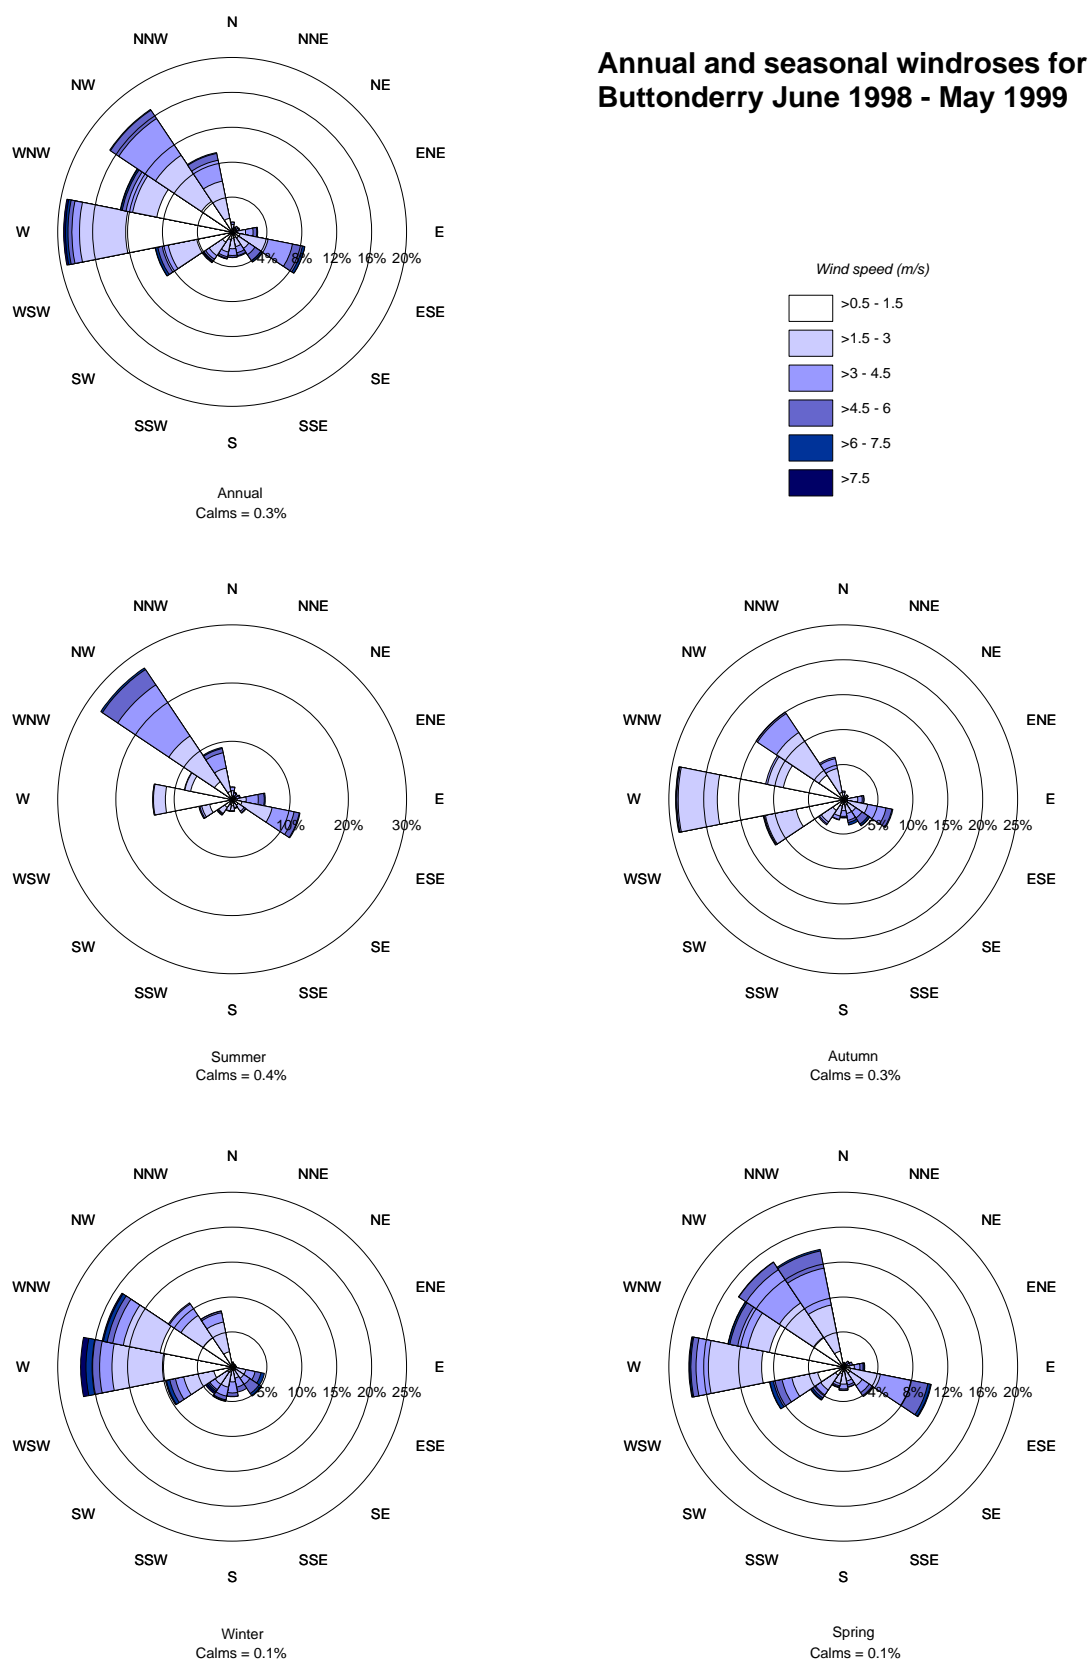 Annual and seasonal windroses for
Buttonderry June 1998 - May 1999
N
NNW NNE
NW NE
WNW ENE
W E
4% 8% 12% 16% 20%
WSW ESE
SW SE
SSW SSE
S
Annual
Calms = 0.3%
Wind speed (m/s)
>0.5 - 1.5
>1.5 - 3
>3 - 4.5
>4.5 - 6
>6 - 7.5
>7.5
N
NNW NNE
NW NE
WNW ENE
W E
10% 20% 30%
WSW ESE
SW SE
SSW SSE
S
Summer
Calms = 0.4%
N
NNW NNE
NW NE
WNW ENE
W E
5% 10% 15% 20% 25%
WSW ESE
SW SE
SSW SSE
S
Autumn
Calms = 0.3%
N
NNW NNE
NW NE
WNW ENE
W E
5% 10% 15% 20% 25%
WSW ESE
SW SE
SSW SSE
S
Winter
Calms = 0.1%
N
NNW NNE
NW NE
WNW ENE
W E
4% 8% 12% 16% 20%
WSW ESE
SW SE
SSW SSE
S
Spring
Calms = 0.1%